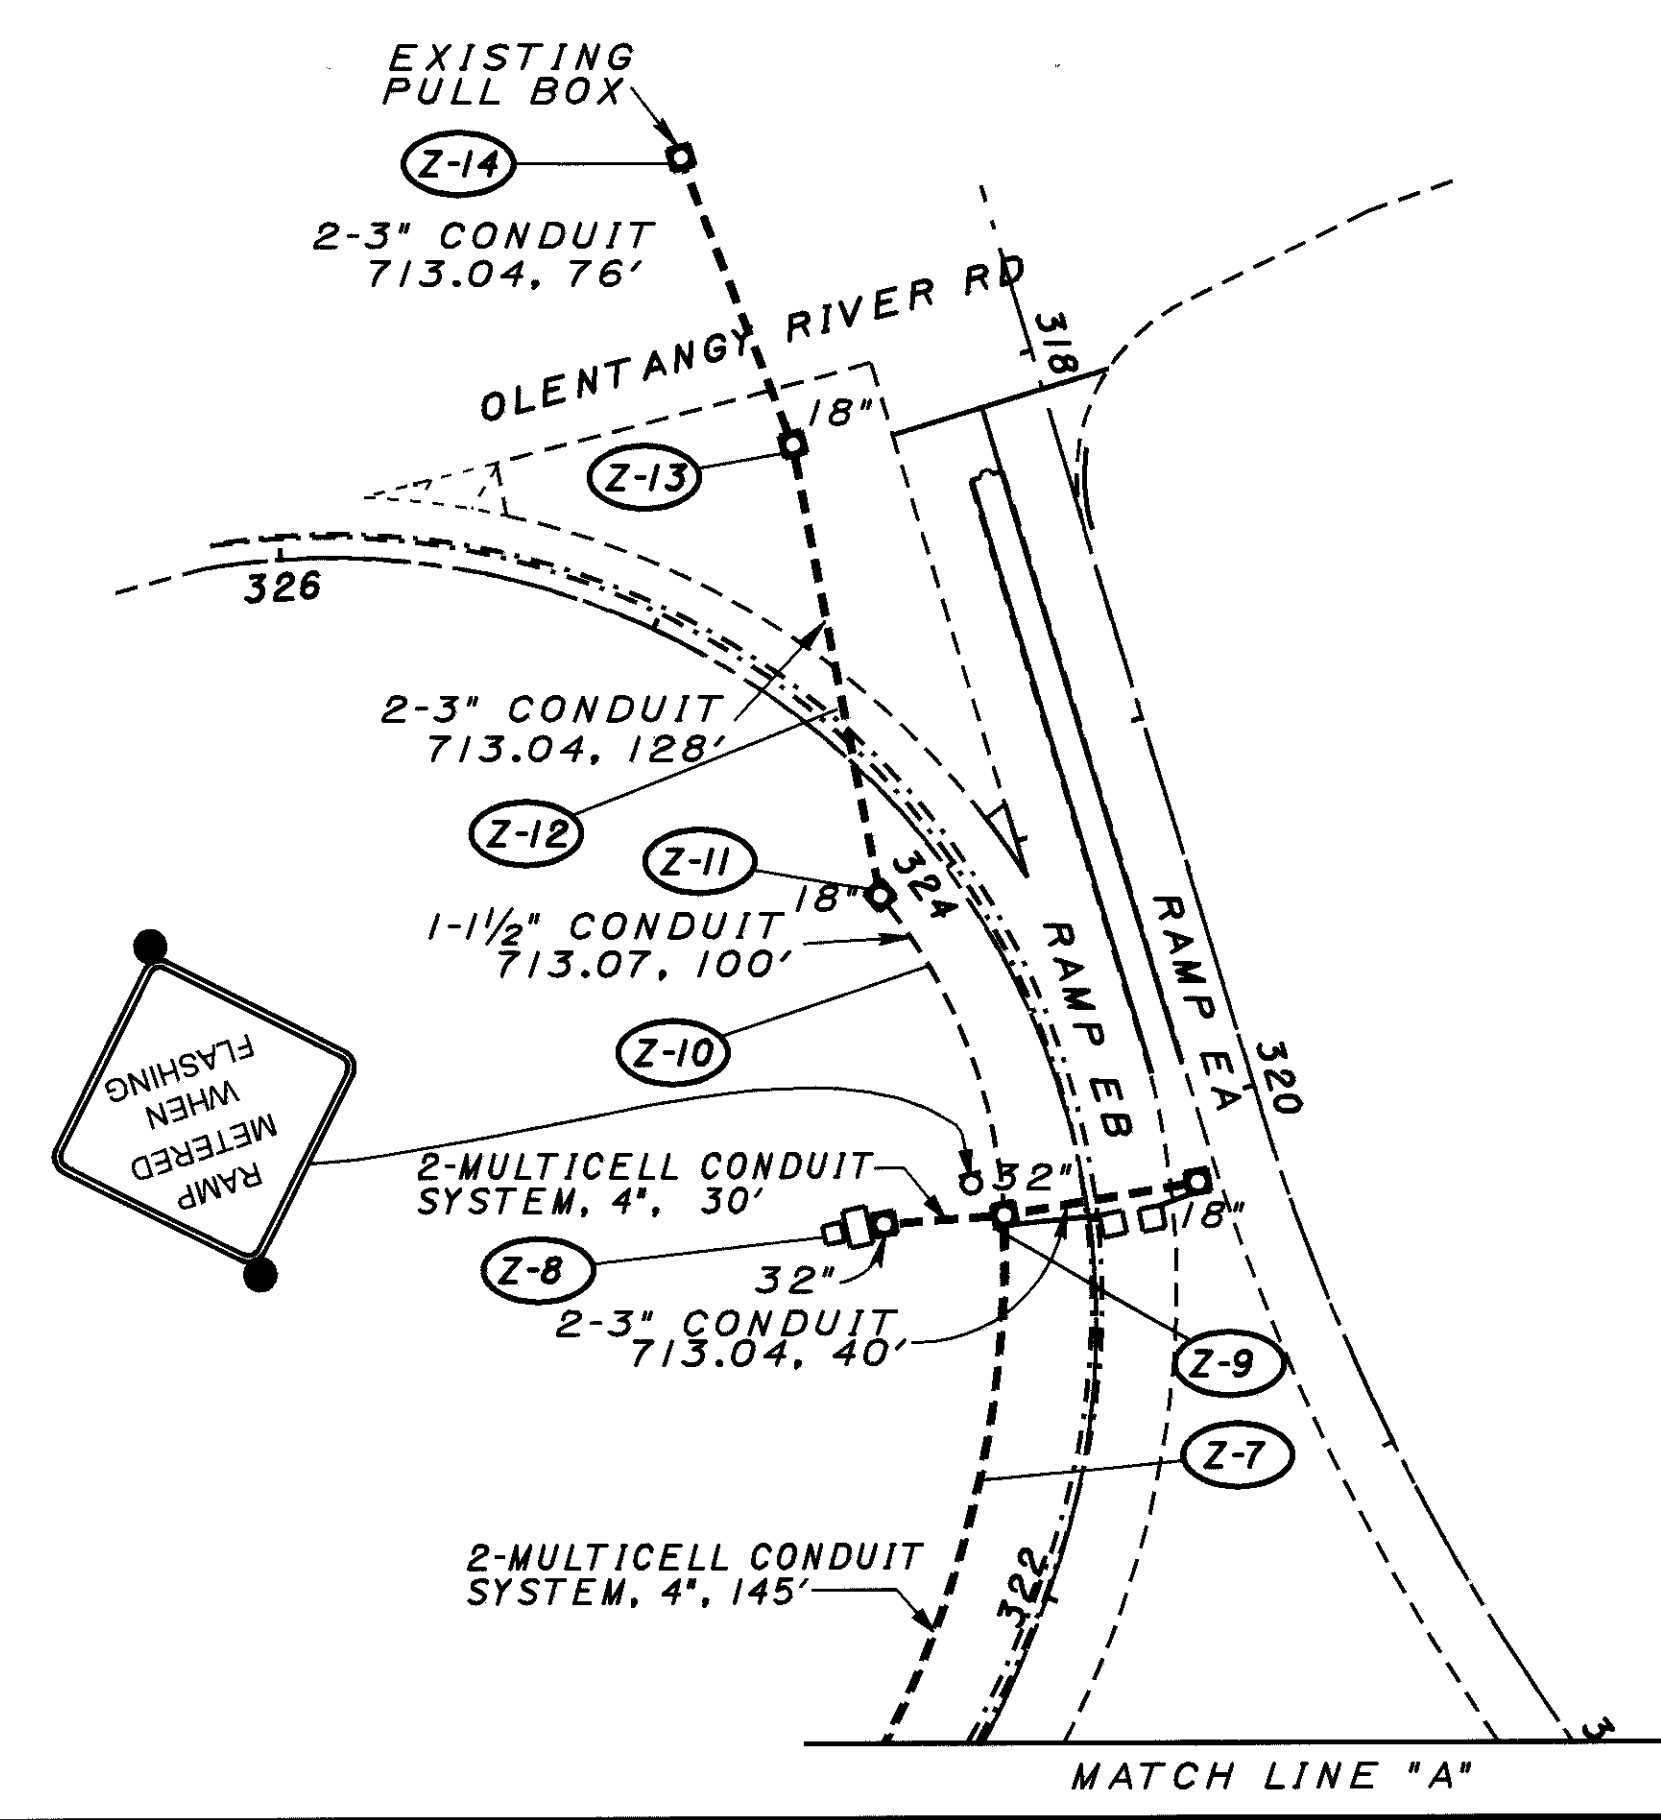 EXISTING
PULL BOX
Z-14
2-3" CONDUIT
713.04, 76'
OLENTANGY RIVER RD
318
18"
Z-13
326
2-3" CONDUIT
713.04, 128'
Z-12
Z-11
18"
324
1-1½" CONDUIT
713.07, 100'
Z-10
RAMP EB
RAMP EA
320
RAMP
METERED
WHEN
FLASHING
2-MULTICELL CONDUIT
SYSTEM, 4", 30'
32"
18"
Z-8
32"
2-3" CONDUIT
713.04, 40'
Z-9
Z-7
2-MULTICELL CONDUIT
SYSTEM, 4", 145'
322
3
MATCH LINE "A"